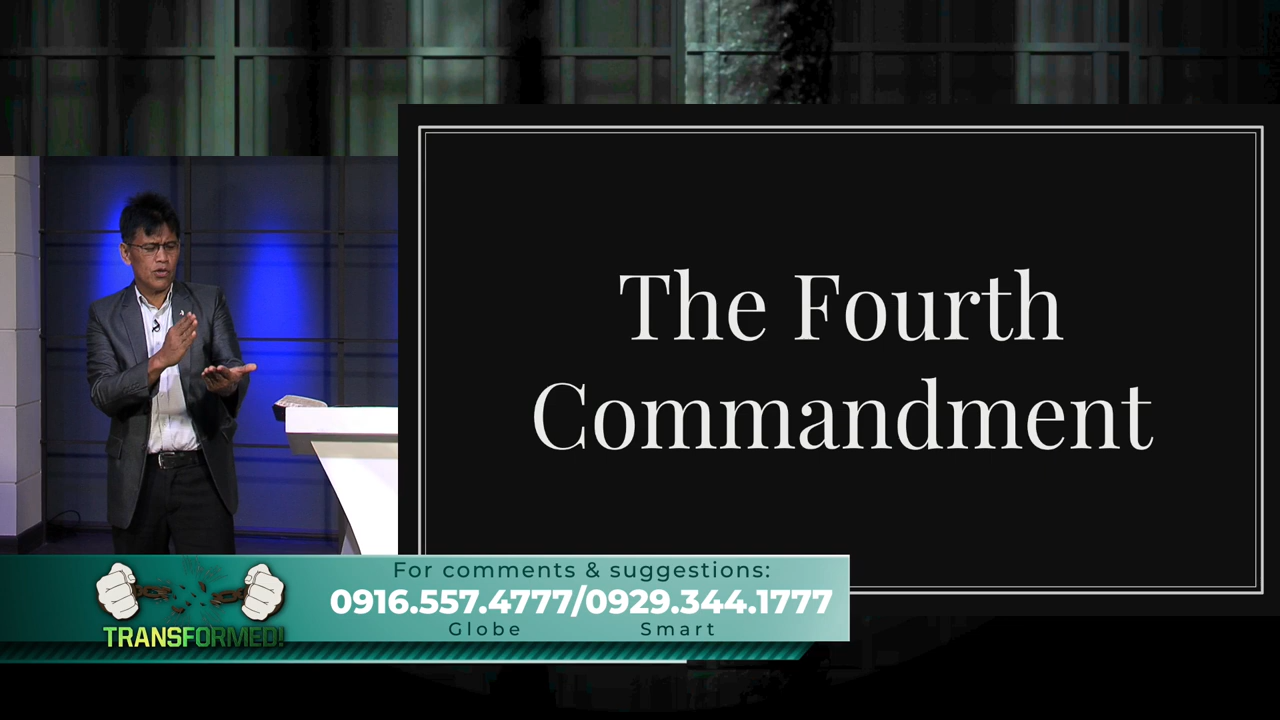 The Fourth
Commandment
For comments & suggestions:
0916.557.4777/0929.344.1777
Globe Smart
TRANSFORMED!